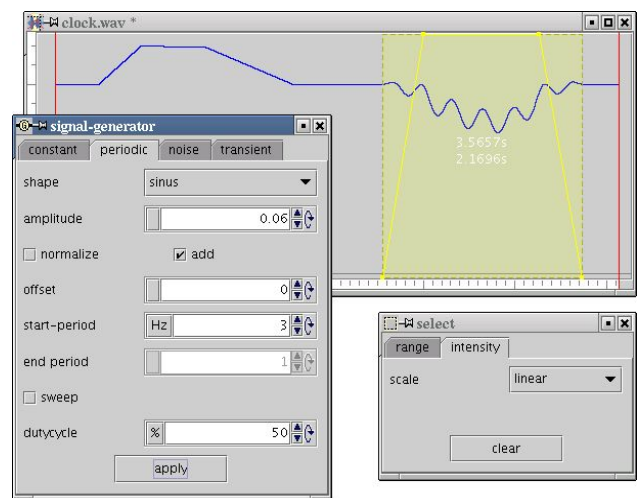 clock.wav *
3.5657s
2.1696s
G signal-generator
constant periodic noise transient
shape sinus
amplitude 0.06
normalize add
offset 0
start-period Hz 3
end period 1
sweep
dutycycle % 50
apply
select
range intensity
scale linear
clear